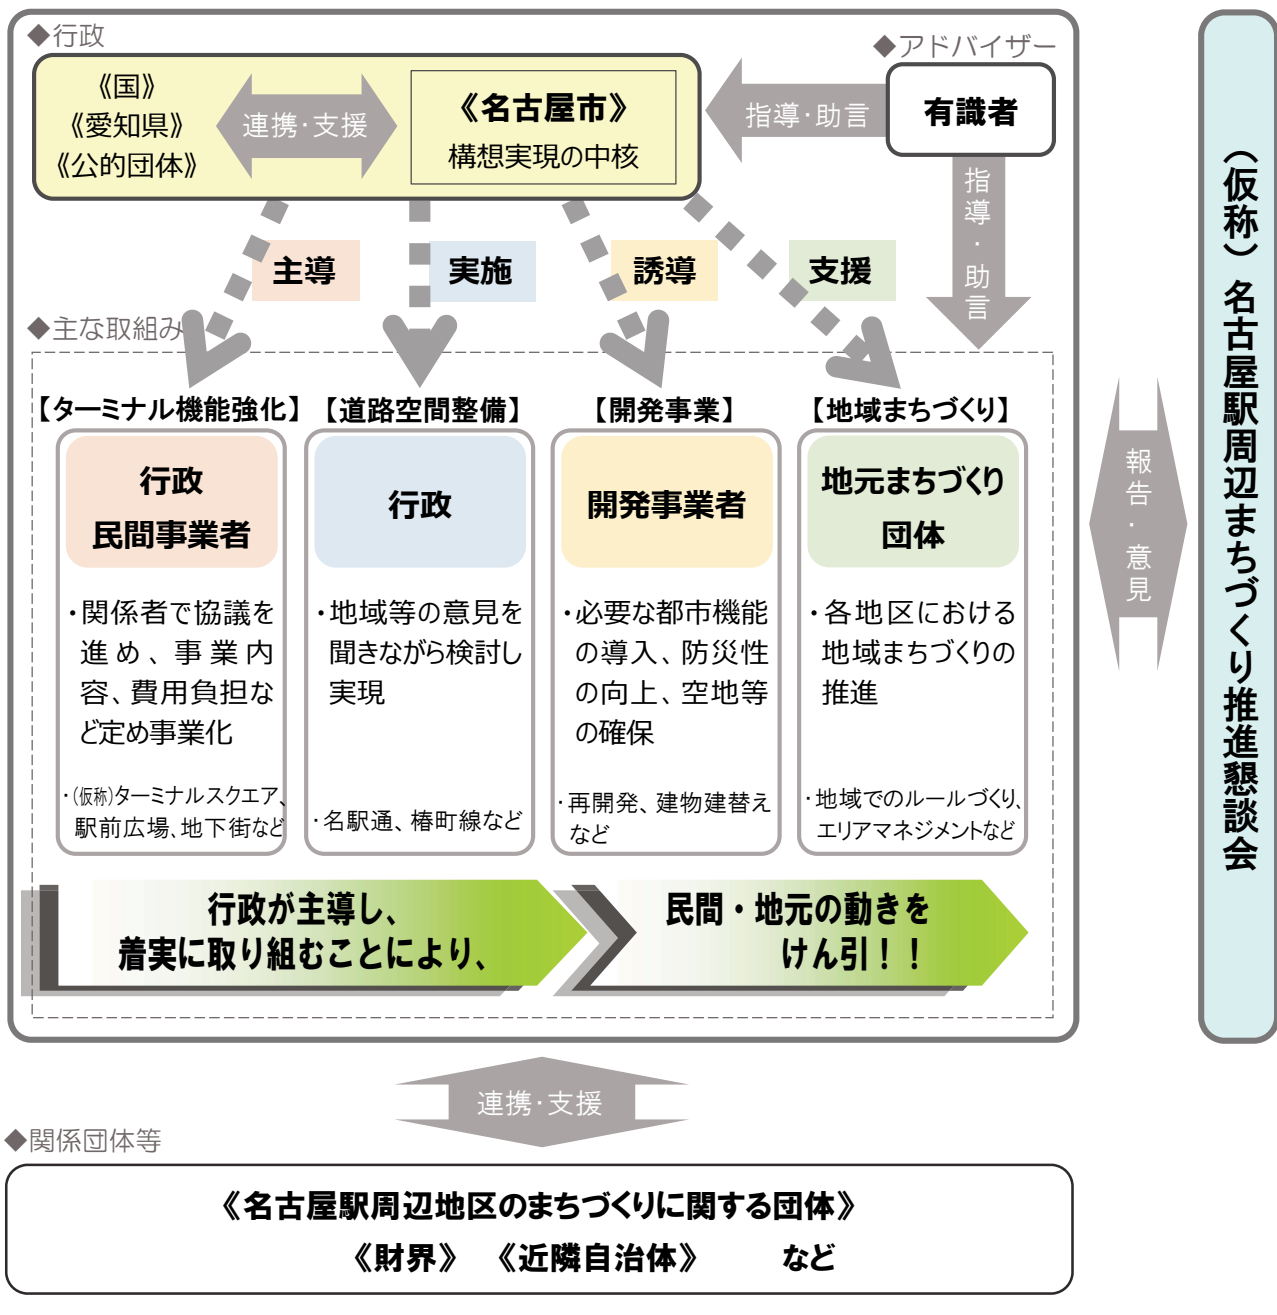 ◆行政
《国》
《愛知県》
《公的団体》
連携・支援
《名古屋市》
構想実現の中核
指導・助言
◆アドバイザー
有識者
指導・助言
主導
実施
誘導
支援
◆主な取組み
【ターミナル機能強化】
行政
民間事業者
・関係者で協議を
進め、事業内
容、費用負担な
ど定め事業化
・(仮称)ターミナルスクエア、
駅前広場、地下街など
【道路空間整備】
行政
・地域等の意見を
聞きながら検討し
実現
・名駅通、椿町線など
【開発事業】
開発事業者
・必要な都市機能
の導入、防災性
の向上、空地等
の確保
・再開発、建物建替え
など
【地域まちづくり】
地元まちづくり
団体
・各地区における
地域まちづくりの
推進
・地域でのルールづくり、
エリアマネジメントなど
行政が主導し、
着実に取り組むことにより、
民間・地元の動きを
けん引！！
報告・意見
（仮称）名古屋駅周辺まちづくり推進懇談会
連携・支援
◆関係団体等
《名古屋駅周辺地区のまちづくりに関する団体》
《財界》 《近隣自治体》 など